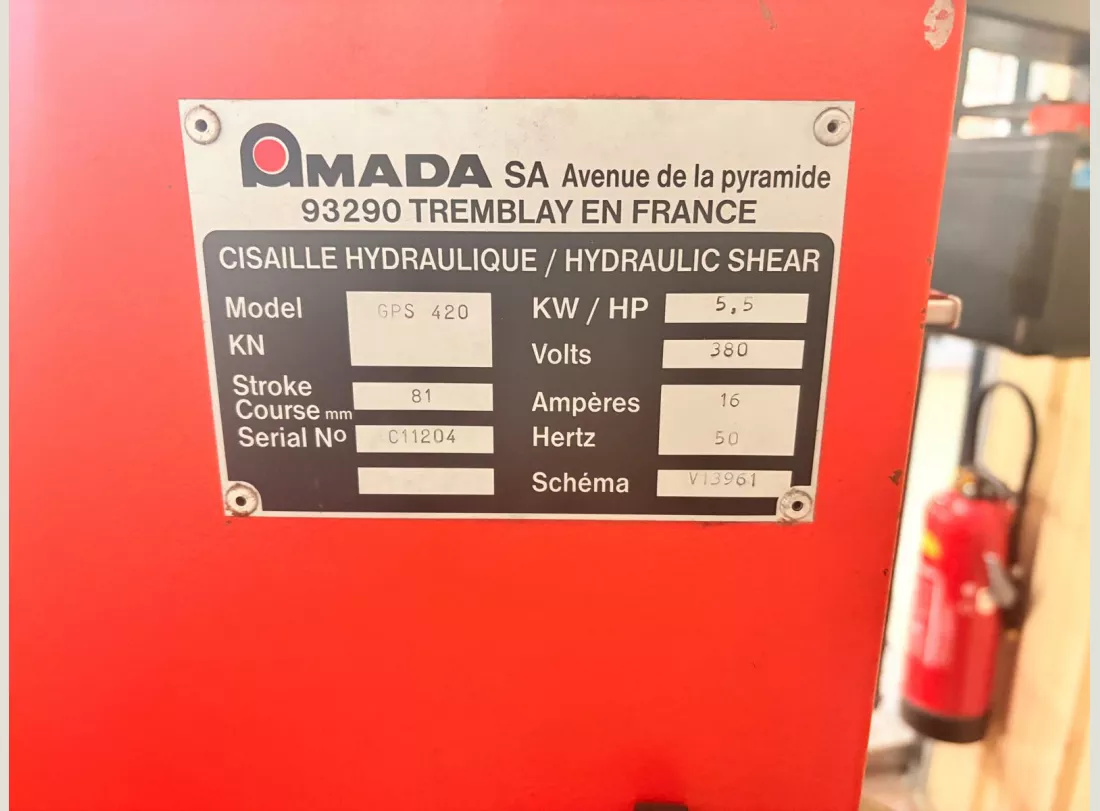 AMADA SA Avenue de la pyramide
93290 TREMBLAY EN FRANCE
CISAILLE HYDRAULIQUE / HYDRAULIC SHEAR
Model GPS 420
KN
Stroke
Course mm 81
Serial No C11204
KW / HP 5,5
Volts 380
Ampères 16
Hertz 50
Schéma V13961